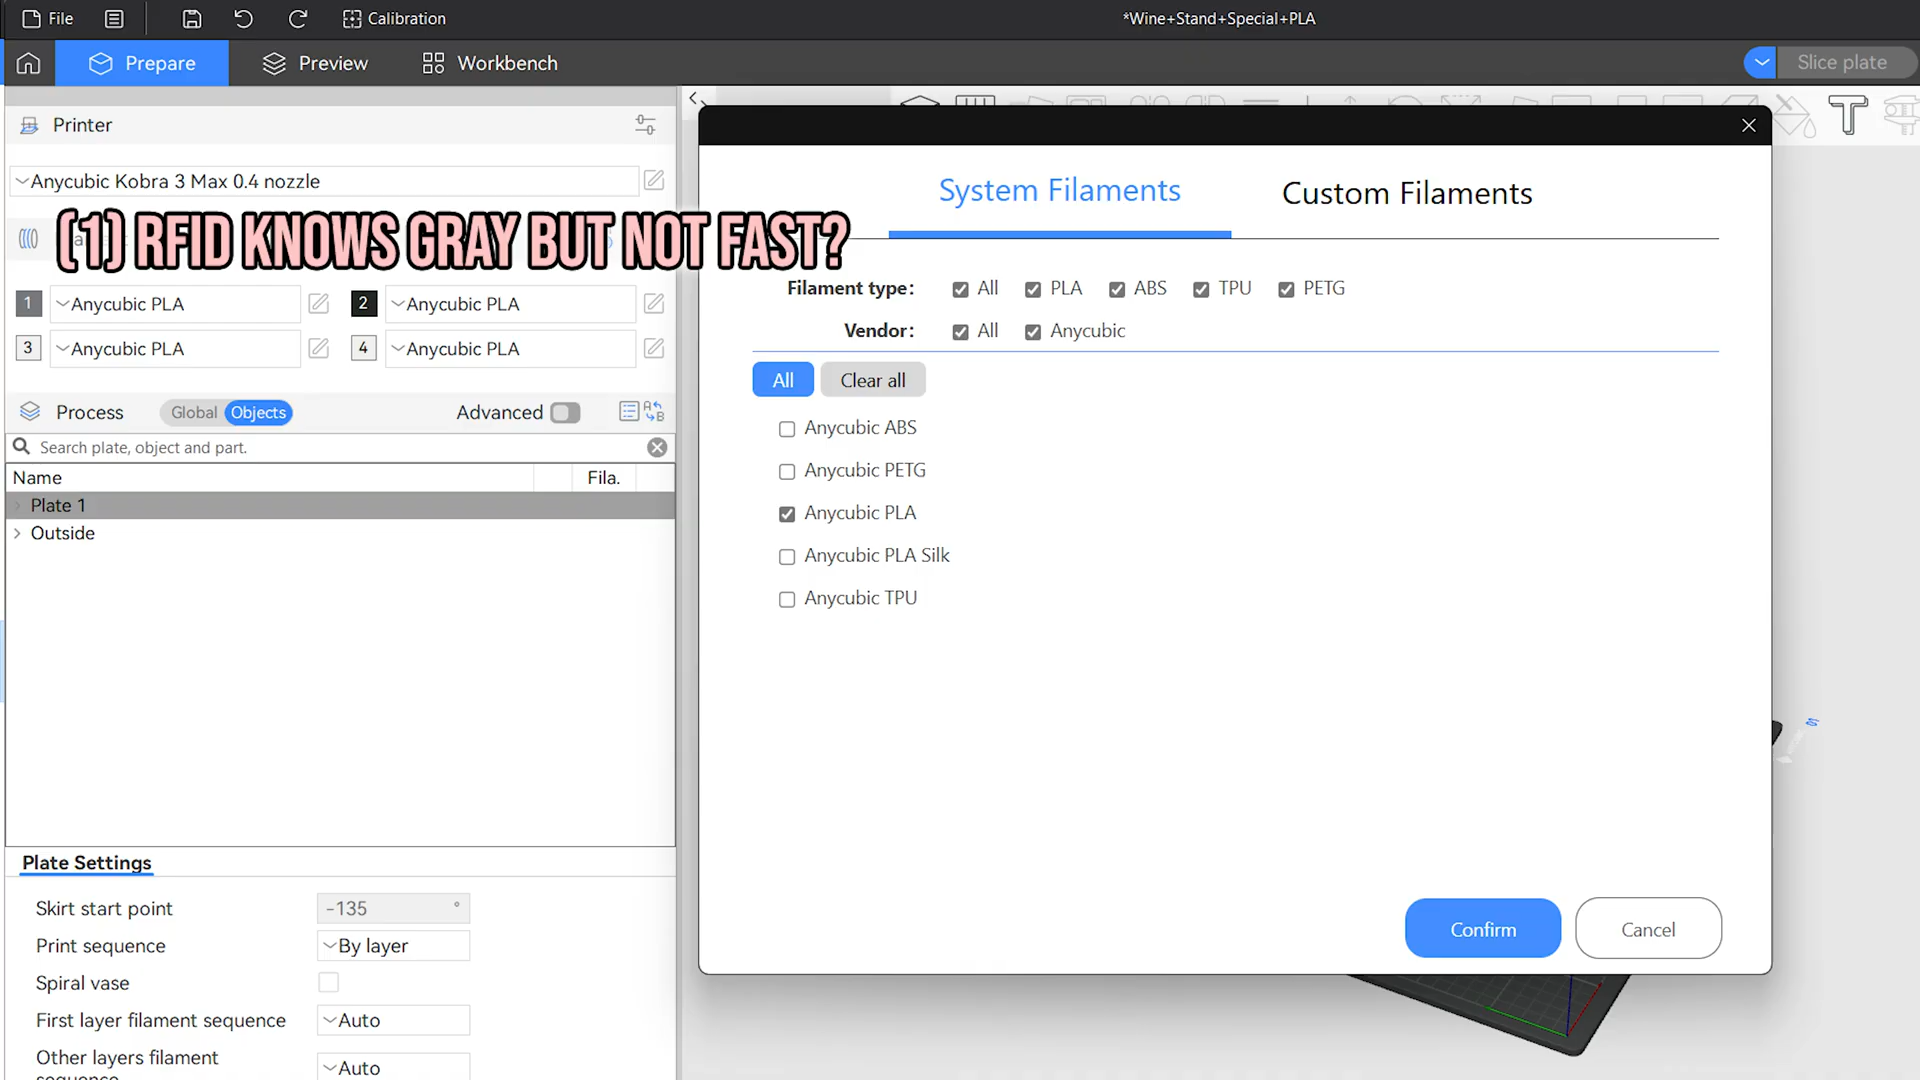 File
Calibration
*Wine+Stand+Special+PLA
Prepare
Preview
Workbench
Slice plate
Printer
Anycubic Kobra 3 Max 0.4 nozzle
(1) RFID KNOWS GRAY BUT NOT FAST?
1 Anycubic PLA
2 Anycubic PLA
3 Anycubic PLA
4 Anycubic PLA
Process
Global
Objects
Advanced
Search plate, object and part.
Name
Fila.
Plate 1
Outside
Plate Settings
Skirt start point
-135 °
Print sequence
By layer
Spiral vase
First layer filament sequence
Auto
Other layers filament
sequence
Auto
System Filaments
Custom Filaments
Filament type: All PLA ABS TPU PETG
Vendor: All Anycubic
All
Clear all
Anycubic ABS
Anycubic PETG
Anycubic PLA
Anycubic PLA Silk
Anycubic TPU
Confirm
Cancel